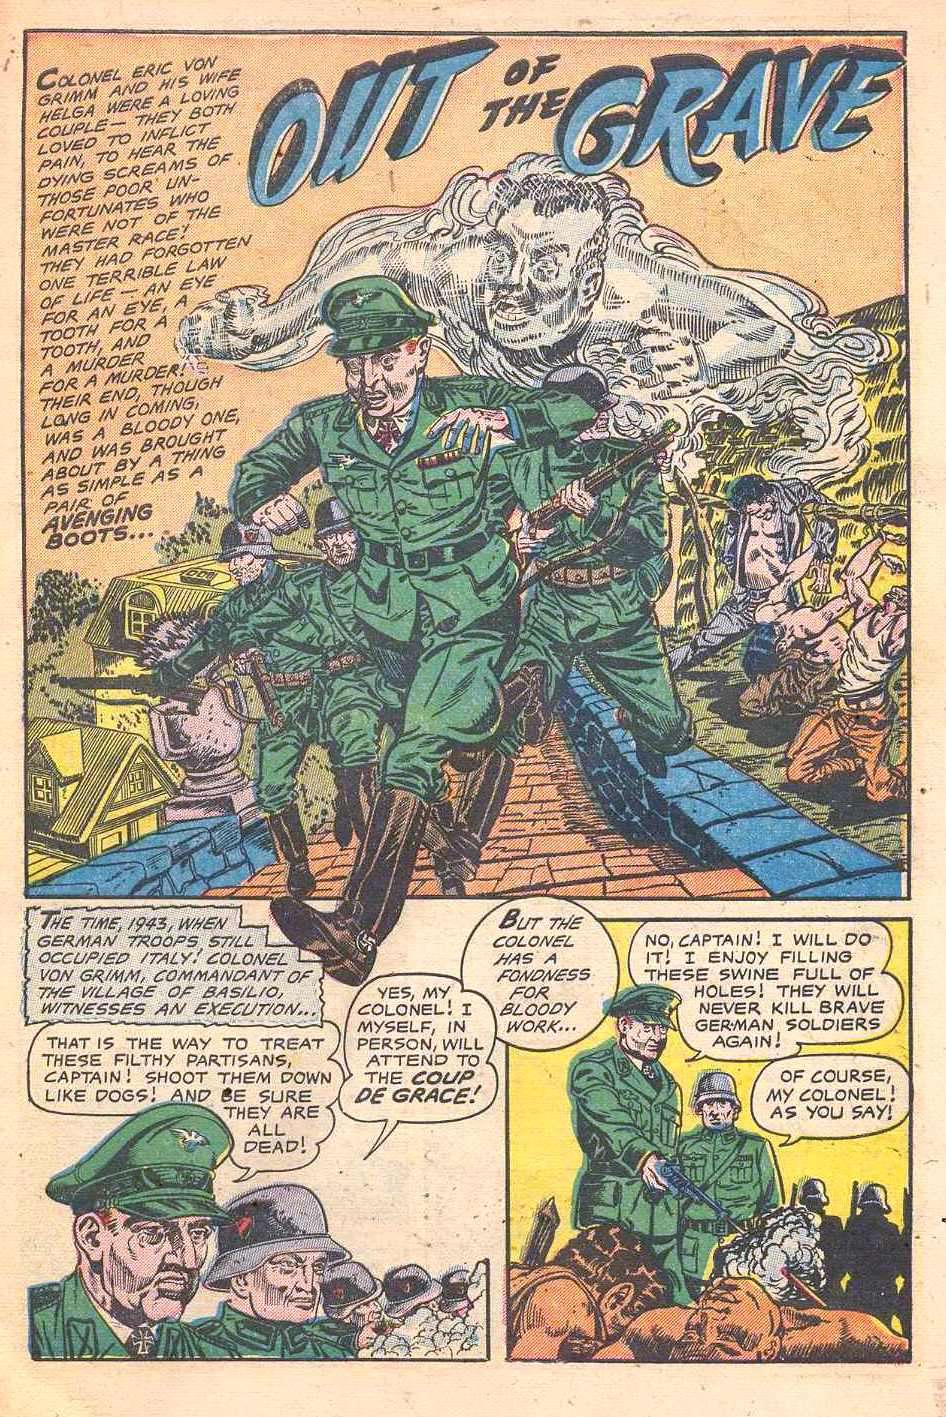 OUT OF THE GRAVE
COLONEL ERIC VON
GRIMM AND HIS WIFE
HELGA WERE A LOVING
COUPLE— THEY BOTH
LOVED TO INFLICT
PAIN, TO HEAR THE
DYING SCREAMS OF
THOSE POOR UN-
FORTUNATES WHO
WERE NOT OF THE
MASTER RACE!
THEY HAD FORGOTTEN
ONE TERRIBLE LAW
OF LIFE — AN EYE
FOR AN EYE, A
TOOTH FOR A
TOOTH, AND
A MURDER
FOR A MURDER!
THEIR END, THOUGH
LONG IN COMING,
WAS A BLOODY ONE,
AND WAS BROUGHT
ABOUT BY A THING
AS SIMPLE AS A
PAIR OF
AVENGING
BOOTS...
THE TIME, 1943, WHEN
GERMAN TROOPS STILL
OCCUPIED ITALY! COLONEL
VON GRIMM, COMMANDANT OF
THE VILLAGE OF BASILIO,
WITNESSES AN EXECUTION...
THAT IS THE WAY TO TREAT
THESE FILTHY PARTISANS,
CAPTAIN! SHOOT THEM DOWN
LIKE DOGS! AND BE SURE
THEY ARE
ALL
DEAD!
YES, MY
COLONEL! I
MYSELF, IN
PERSON, WILL
ATTEND TO
THE COUP
DE GRACE!
BUT THE
COLONEL
HAS A
FONDNESS
FOR
BLOODY
WORK...
NO, CAPTAIN! I WILL DO
IT! I ENJOY FILLING
THESE SWINE FULL OF
HOLES! THEY WILL
NEVER KILL BRAVE
GERMAN SOLDIERS
AGAIN!
OF COURSE,
MY COLONEL!
AS YOU SAY!